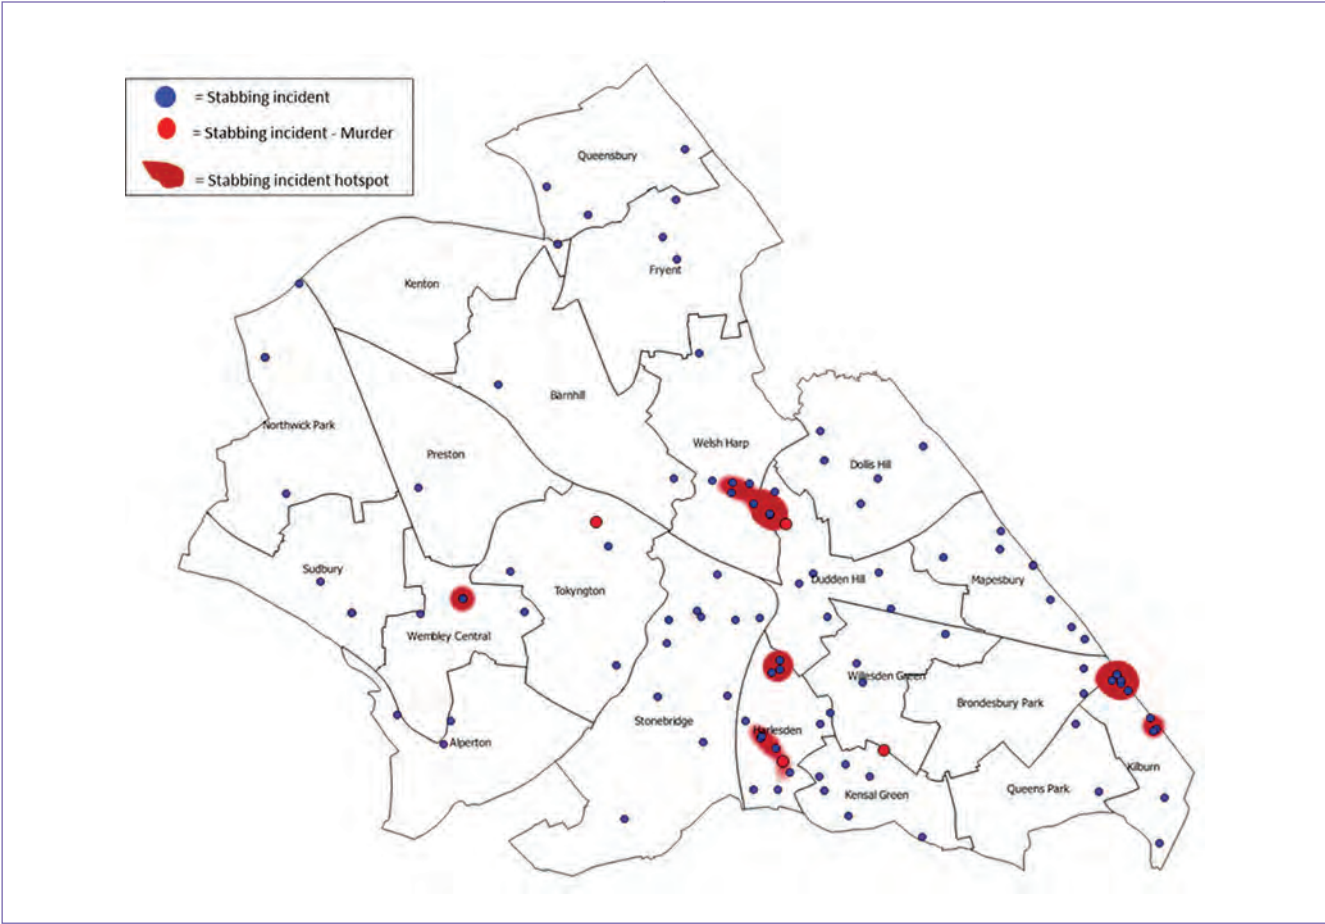 = Stabbing incident
= Stabbing incident - Murder
= Stabbing incident hotspot
Queensbury
Fryent
Kenton
Barnhill
Northwick Park
Preston
Welsh Harp
Dollis Hill
Sudbury
Tokyngton
Dudden Hill
Mapesbury
Wembley Central
Willesden Green
Brondesbury Park
Stonebridge
Harlesden
Alperton
Kilburn
Kensal Green
Queens Park